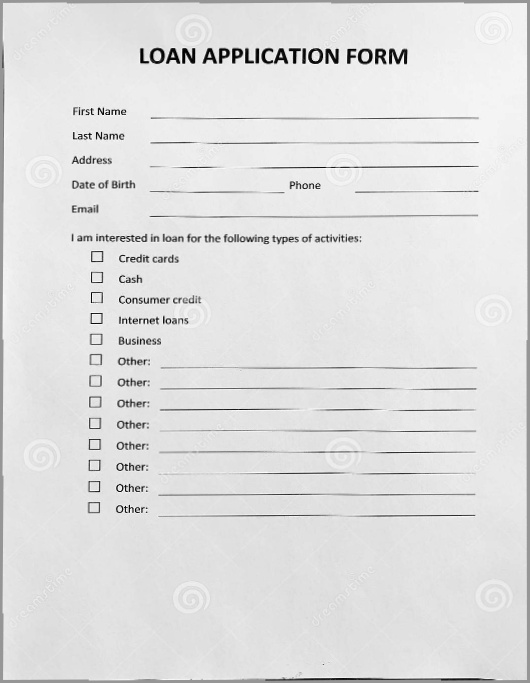 LOAN APPLICATION FORM
First Name
Last Name
Address
Date of Birth Phone
Email
I am interested in loan for the following types of activities:
Credit cards
Cash
Consumer credit
Internet loans
Business
Other:
Other:
Other:
Other:
Other:
Other:
Other:
Other: